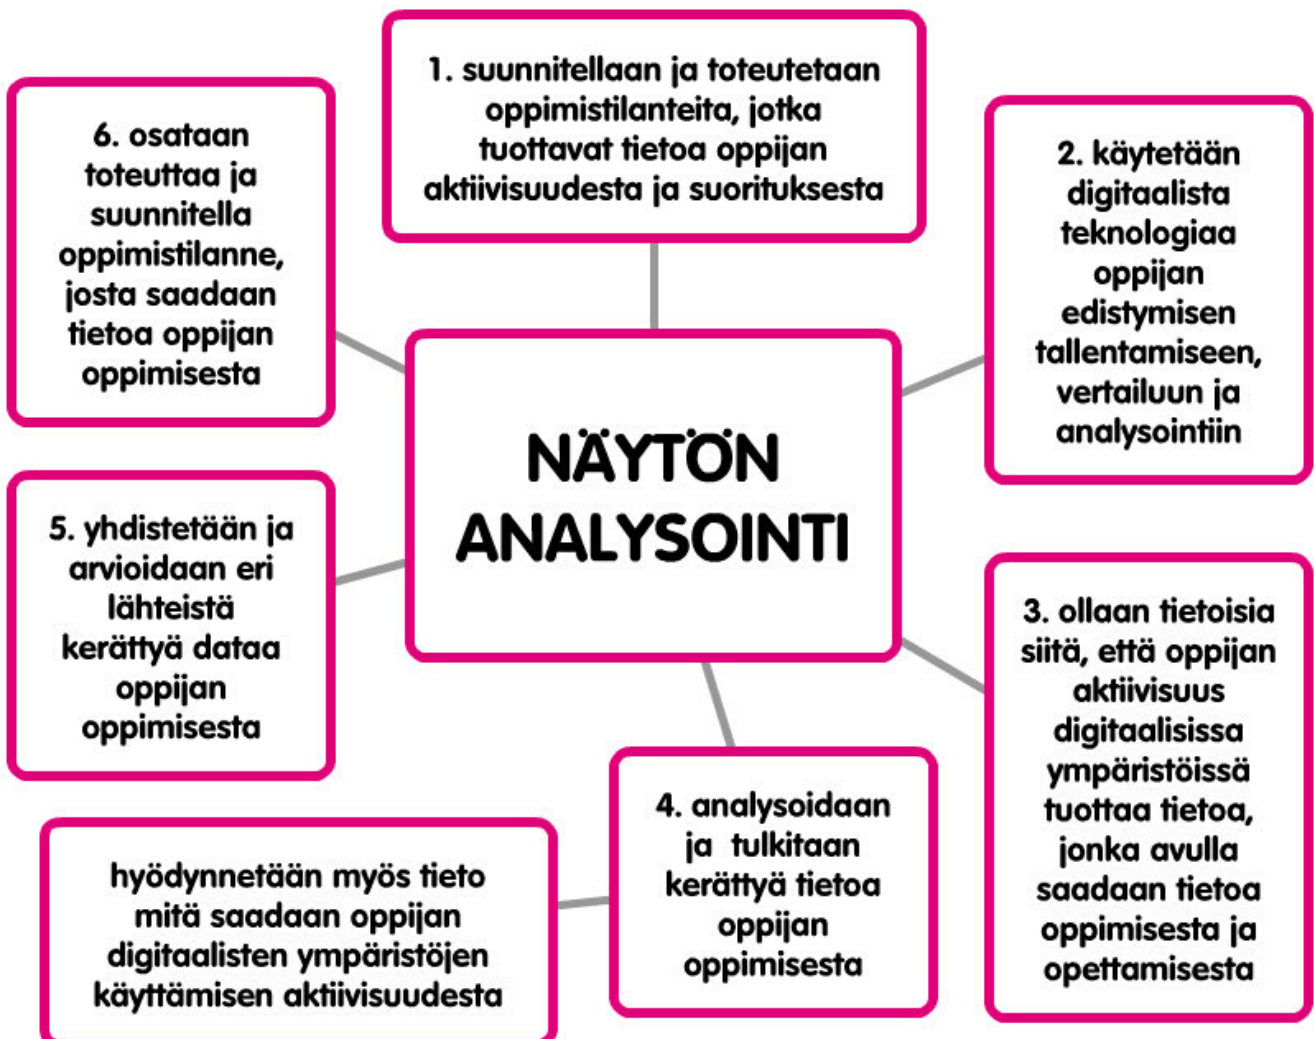 1. suunnitellaan ja toteutetaan
oppimistilanteita, jotka
tuottavat tietoa oppijan
aktiivisuudesta ja suorituksesta
6. osataan
toteuttaa ja
suunnitella
oppimistilanne,
josta saadaan
tietoa oppijan
oppimisesta
2. käytetään
digitaalista
teknologiaa
oppijan
edistymisen
tallentamiseen,
vertailuun ja
analysointiin
NÄYTÖN
ANALYSOINTI
5. yhdistetään ja
arvioidaan eri
lähteistä
kerättyä dataa
oppijan
oppimisesta
3. ollaan tietoisia
siitä, että oppijan
aktiivisuus
digitaalisissa
ympäristöissä
tuottaa tietoa,
jonka avulla
saadaan tietoa
oppimisesta ja
opettamisesta
4. analysoidaan
ja tulkitaan
kerättyä tietoa
oppijan
oppimisesta
hyödynnetään myös tieto
mitä saadaan oppijan
digitaalisten ympäristöjen
käyttämisen aktiivisuudesta